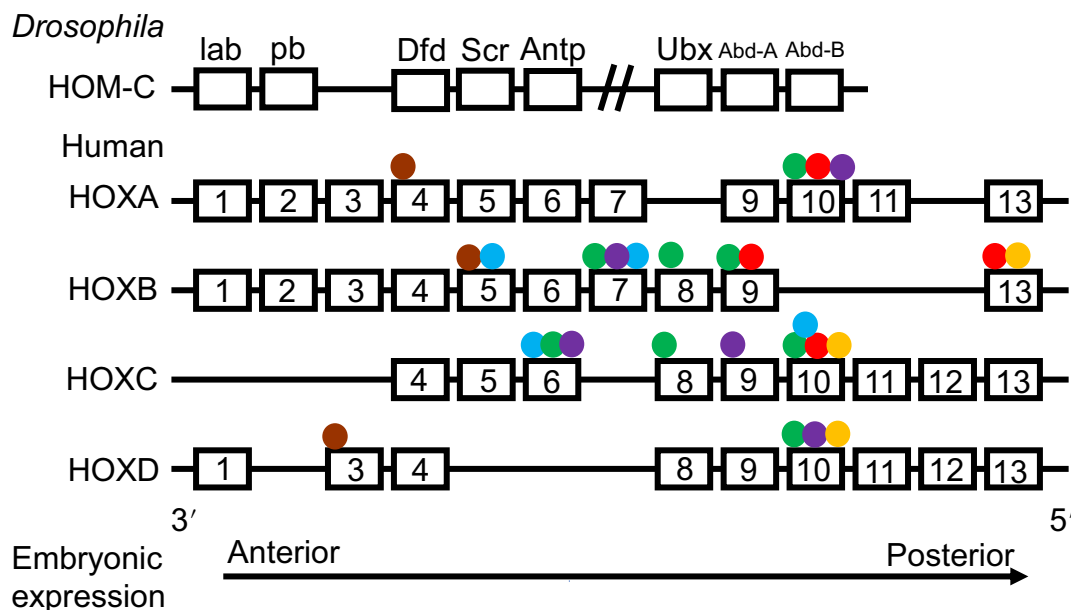 Drosophila
lab pb Dfd Scr Antp Ubx Abd-A Abd-B
HOM-C
Human
HOXA 1 2 3 4 5 6 7 9 10 11 13
HOXB 1 2 3 4 5 6 7 8 9 13
HOXC 4 5 6 8 9 10 11 12 13
HOXD 1 3 4 8 9 10 11 12 13
3′ 5′
Embryonic Anterior Posterior
expression